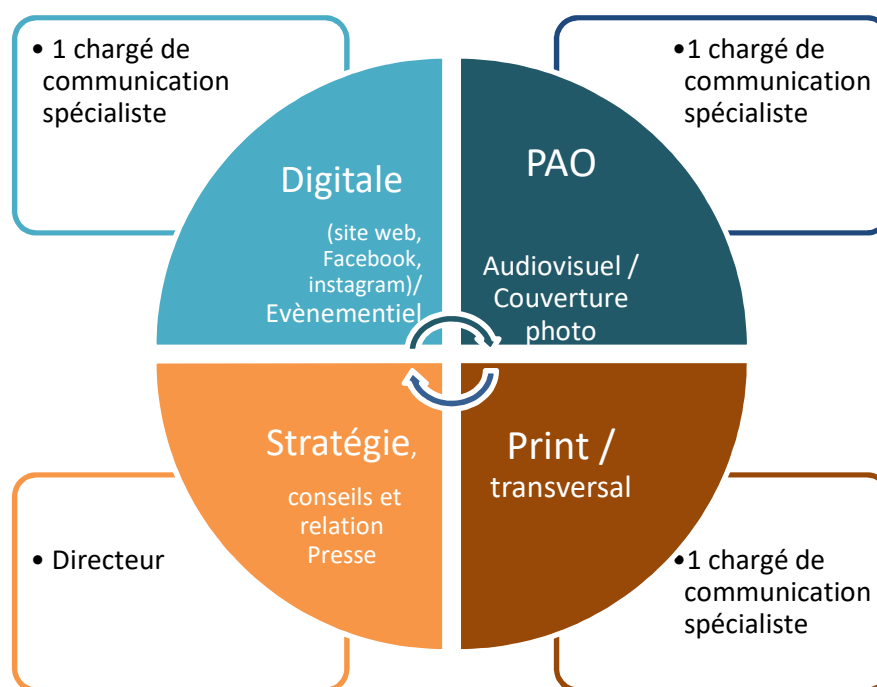 • 1 chargé de
communication
spécialiste
•1 chargé de
communication
spécialiste
Digitale
(site web,
Facebook,
instagram)/
Evènementiel
PAO
Audiovisuel /
Couverture
photo
Stratégie,
conseils et
relation
Presse
Print /
transversal
• Directeur
•1 chargé de
communication
spécialiste